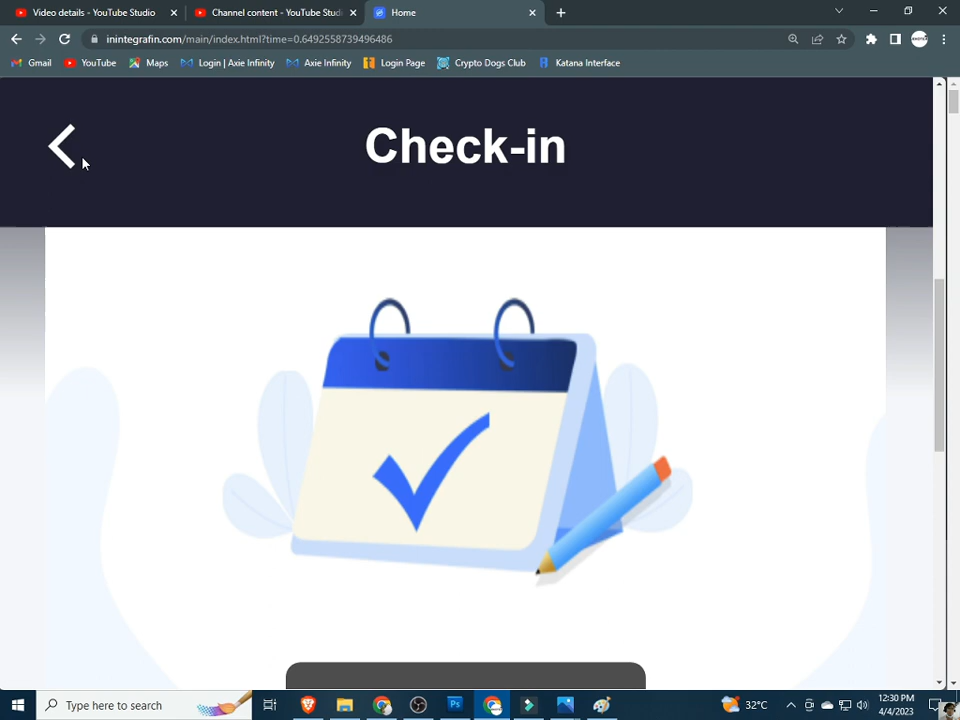 Video details - YouTube Studio
Channel content - YouTube Stud
Home
inintegrafin.com/main/index.html?time=0.6492558739496486
Gmail
YouTube
Maps
Login | Axie Infinity
Axie Infinity
Login Page
Crypto Dogs Club
Katana Interface
Check-in
Type here to search
Ps
32°C
12:30 PM
4/4/2023